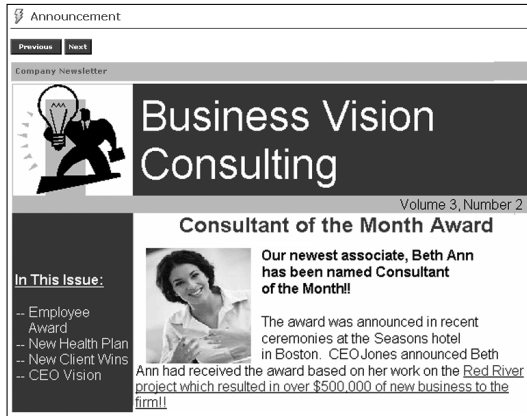 Announcement
Previous Next
Company Newsletter
Business Vision
Consulting
Volume 3, Number 2
Consultant of the Month Award
In This Issue:
-- Employee
Award
-- New Health Plan
-- New Client Wins
-- CEO Vision
Our newest associate, Beth Ann
has been named Consultant
of the Month!!
The award was announced in recent
ceremonies at the Seasons hotel
in Boston. CEOJones announced Beth
Ann had received the award based on her work on the Red River
project which resulted in over $500,000 of new business to the
firm!!